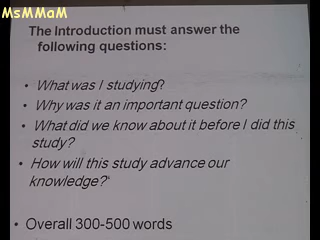 MsMMaM
The Introduction must answer the
following questions:
• What was I studying?
• Why was it an important question?
• What did we know about it before I did this
study?
• How will this study advance our
knowledge?'
• Overall 300-500 words